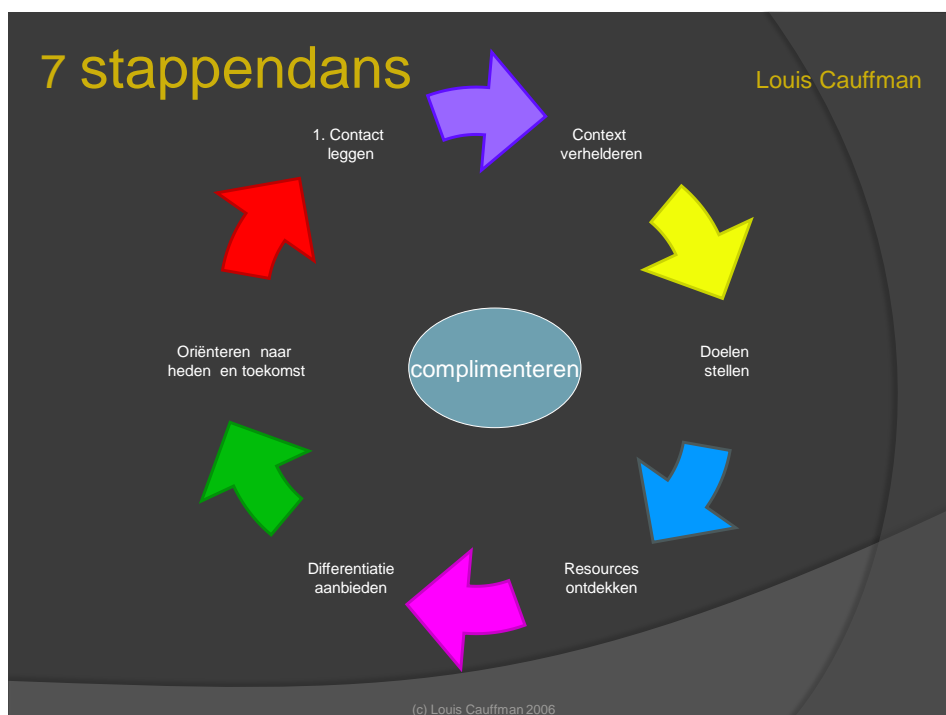 7 stappendans
Louis Cauffman
1. Contact
leggen
Context
verhelderen
Doelen
stellen
Resources
ontdekken
Differentiatie
aanbieden
Oriënteren naar
heden en toekomst
complimenteren
(c) Louis Cauffman 2006